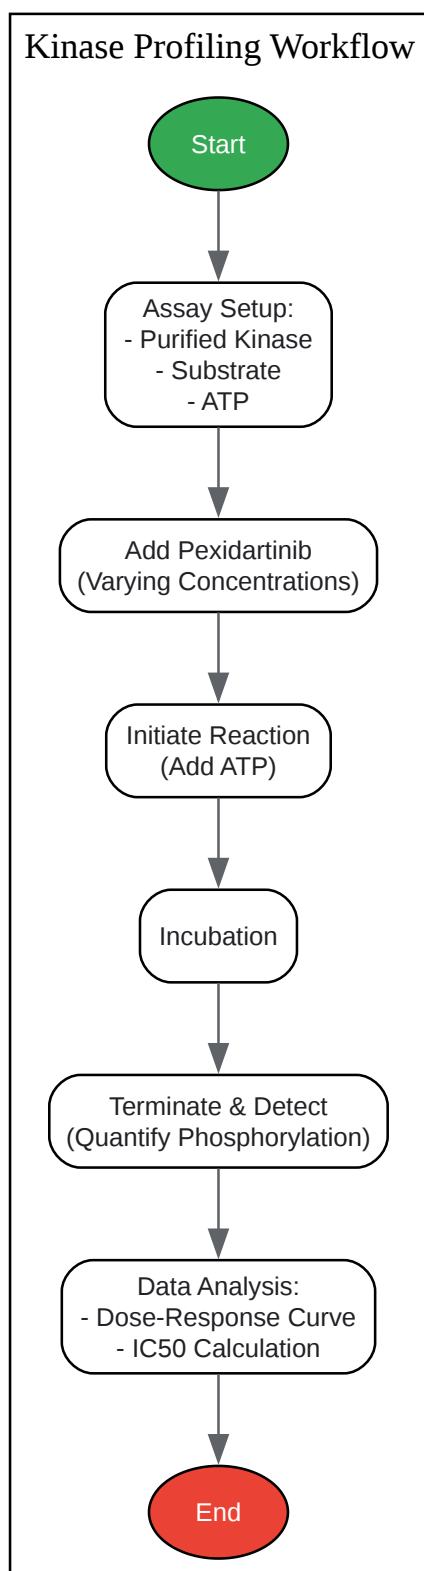 Kinase Profiling Workflow
Start
Assay Setup:
- Purified Kinase
- Substrate
- ATP
Add Pexidartinib
(Varying Concentrations)
Initiate Reaction
(Add ATP)
Incubation
Terminate & Detect
(Quantify Phosphorylation)
Data Analysis:
- Dose-Response Curve
- IC50 Calculation
End